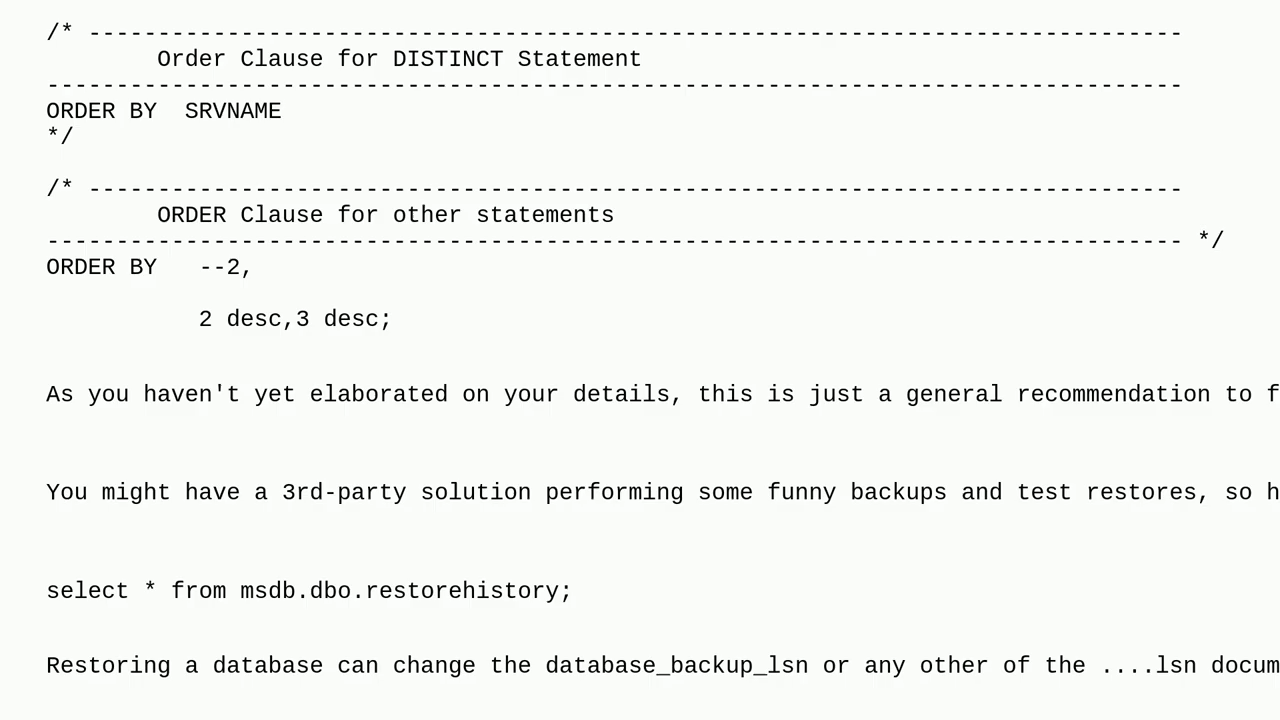 /* -------------------------------------------------------------------------------
Order Clause for DISTINCT Statement
----------------------------------------------------------------------------------
ORDER BY  SRVNAME
*/
/* -------------------------------------------------------------------------------
ORDER Clause for other statements
---------------------------------------------------------------------------------- */
ORDER BY   --2,
2 desc,3 desc;
As you haven't yet elaborated on your details, this is just a general recommendation to
You might have a 3rd-party solution performing some funny backups and test restores, so
select * from msdb.dbo.restorehistory;
Restoring a database can change the database_backup_lsn or any other of the ....lsn